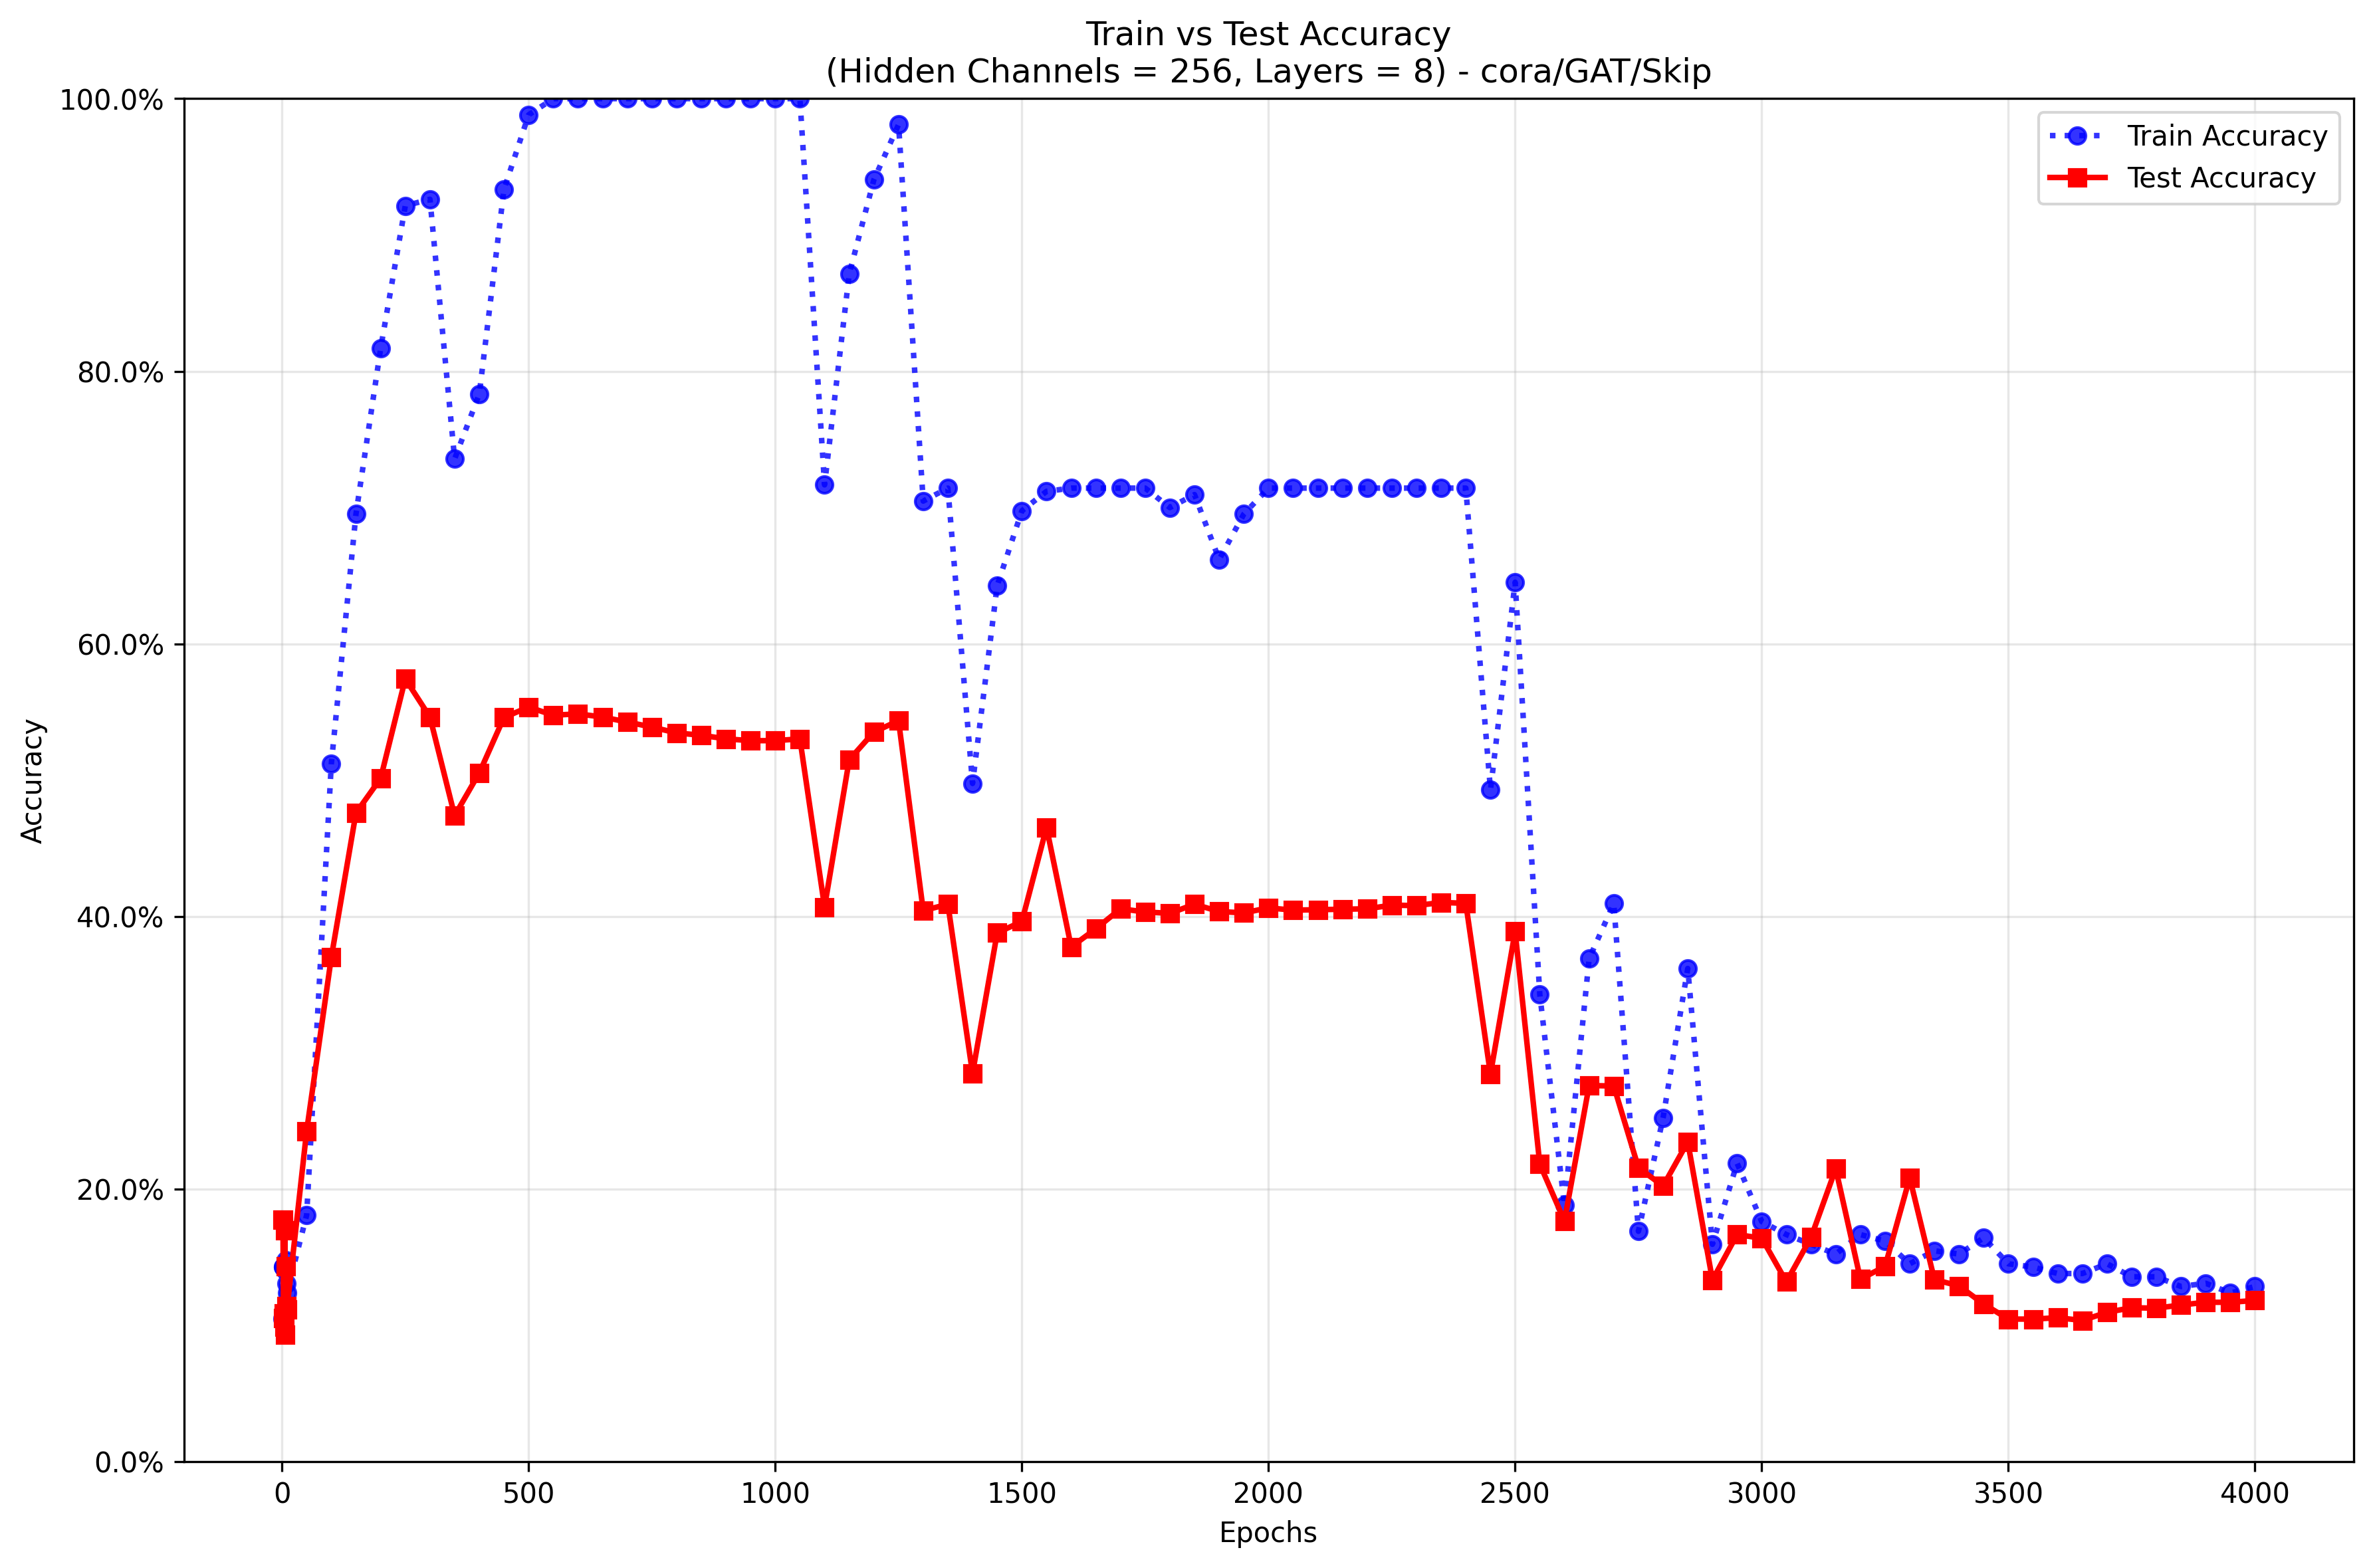 Train vs Test Accuracy
(Hidden Channels = 256, Layers = 8) - cora/GAT/Skip
100.0%
80.0%
60.0%
40.0%
20.0%
0.0%
Accuracy
Train Accuracy
Test Accuracy
0 500 1000 1500 2000 2500 3000 3500 4000
Epochs